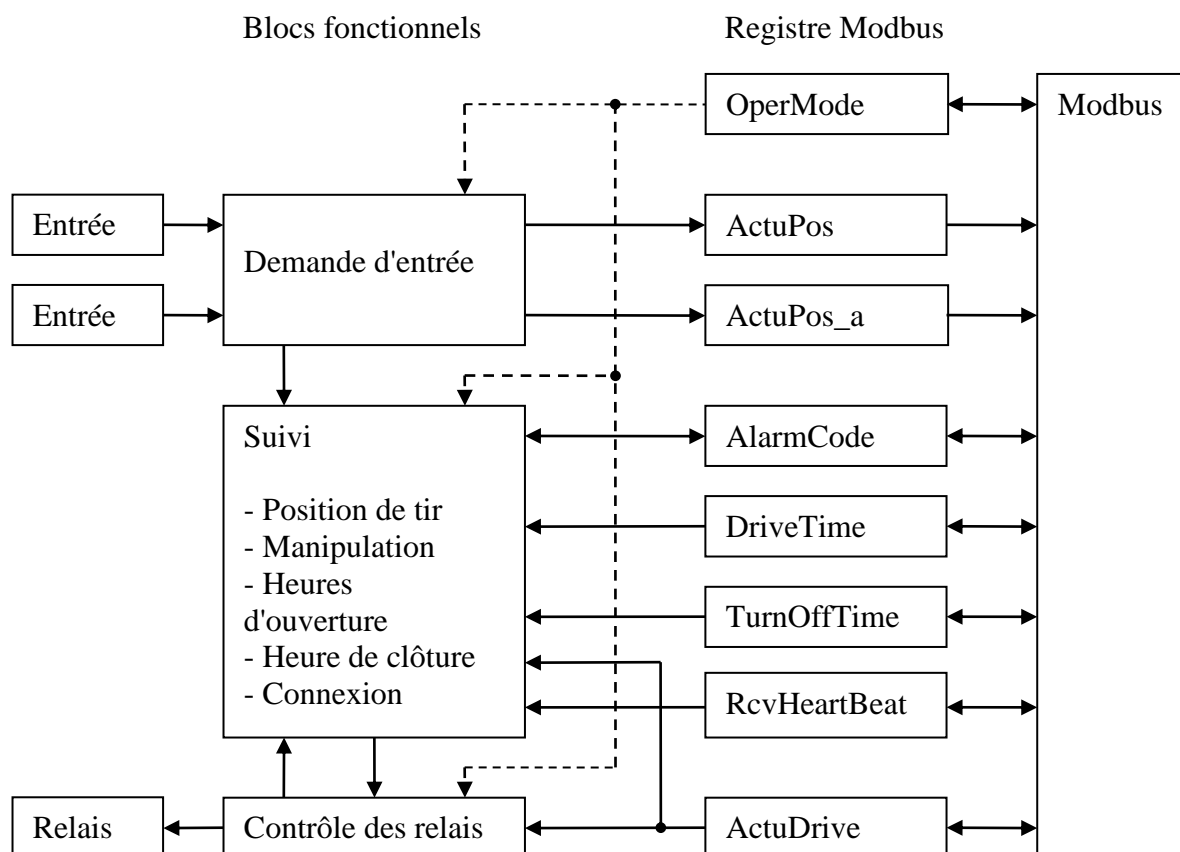 Blocs fonctionnels
Registre Modbus
OperMode
Modbus
Entrée
Demande d'entrée
ActuPos
Entrée
ActuPos_a
Suivi
- Position de tir
- Manipulation
- Heures
d'ouverture
- Heure de clôture
- Connexion
AlarmCode
DriveTime
TurnOffTime
RcvHeartBeat
Relais
Contrôle des relais
ActuDrive